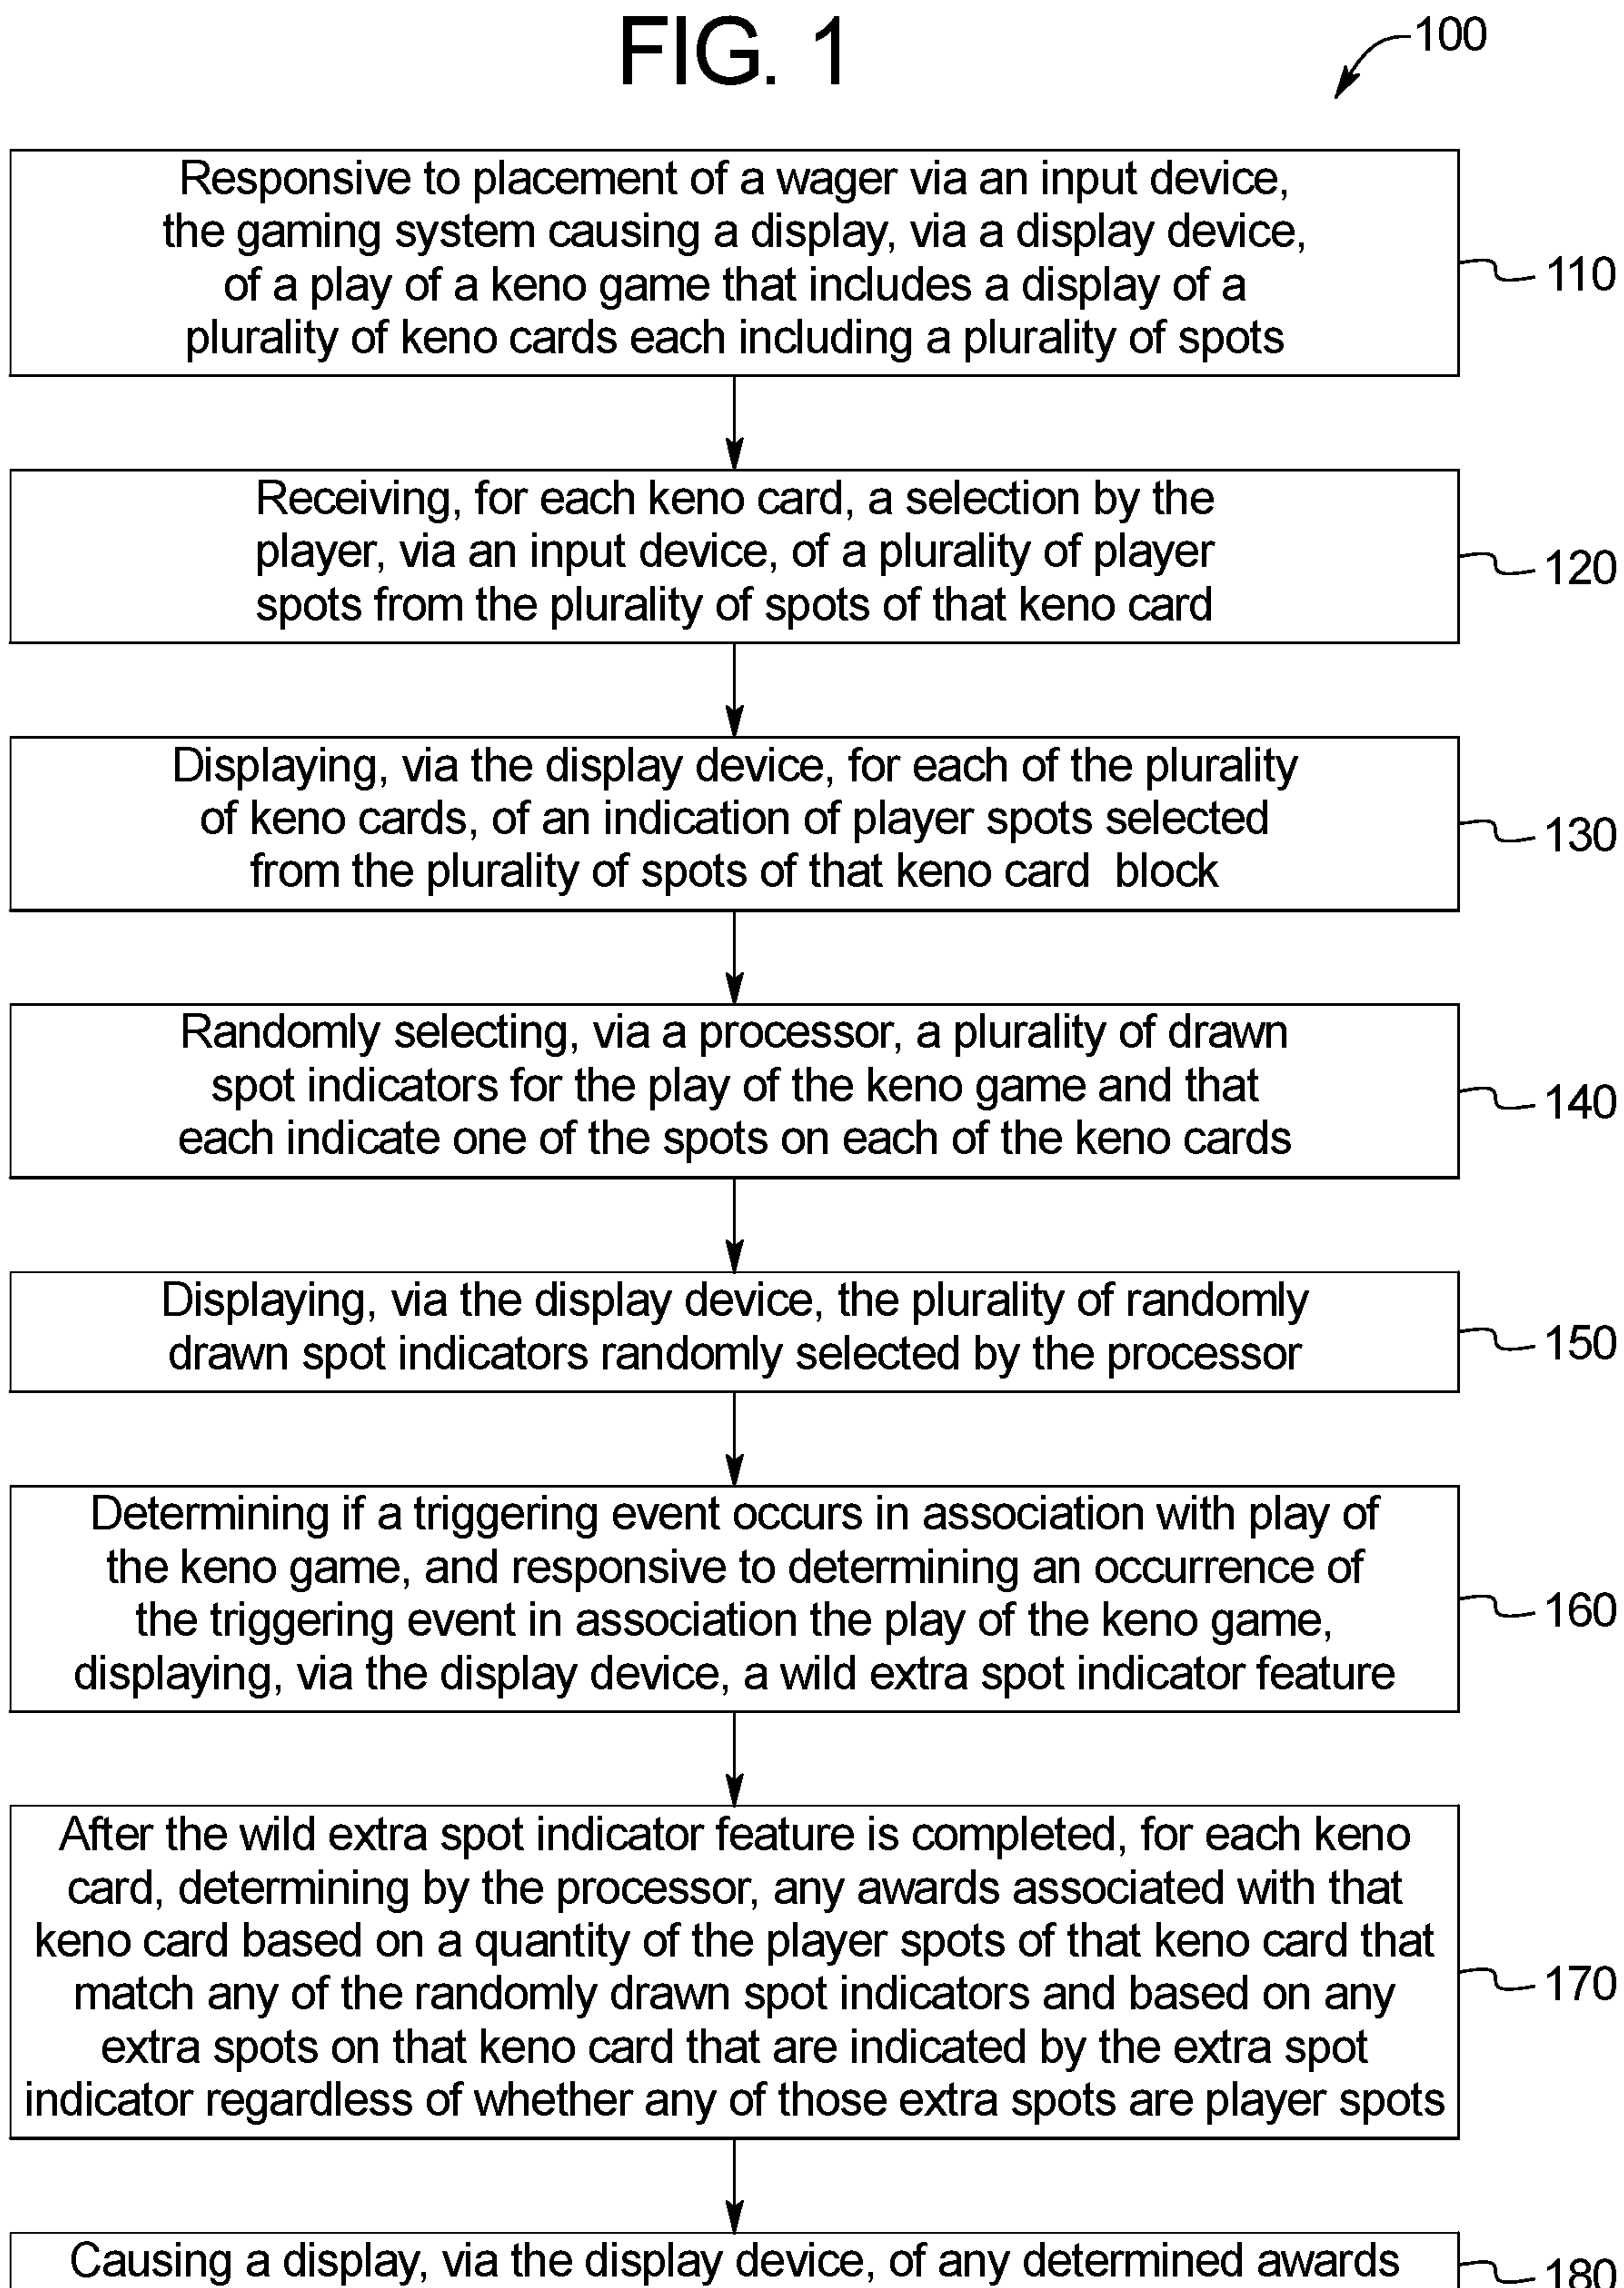 FIG. 1
100
Responsive to placement of a wager via an input device,
the gaming system causing a display, via a display device,
of a play of a keno game that includes a display of a
plurality of keno cards each including a plurality of spots
110
Receiving, for each keno card, a selection by the
player, via an input device, of a plurality of player
spots from the plurality of spots of that keno card
120
Displaying, via the display device, for each of the plurality
of keno cards, of an indication of player spots selected
from the plurality of spots of that keno card  block
130
Randomly selecting, via a processor, a plurality of drawn
spot indicators for the play of the keno game and that
each indicate one of the spots on each of the keno cards
140
Displaying, via the display device, the plurality of randomly
drawn spot indicators randomly selected by the processor
150
Determining if a triggering event occurs in association with play of
the keno game, and responsive to determining an occurrence of
the triggering event in association the play of the keno game,
displaying, via the display device, a wild extra spot indicator feature
160
After the wild extra spot indicator feature is completed, for each keno
card, determining by the processor, any awards associated with that
keno card based on a quantity of the player spots of that keno card that
match any of the randomly drawn spot indicators and based on any
extra spots on that keno card that are indicated by the extra spot
indicator regardless of whether any of those extra spots are player spots
170
Causing a display, via the display device, of any determined awards
180